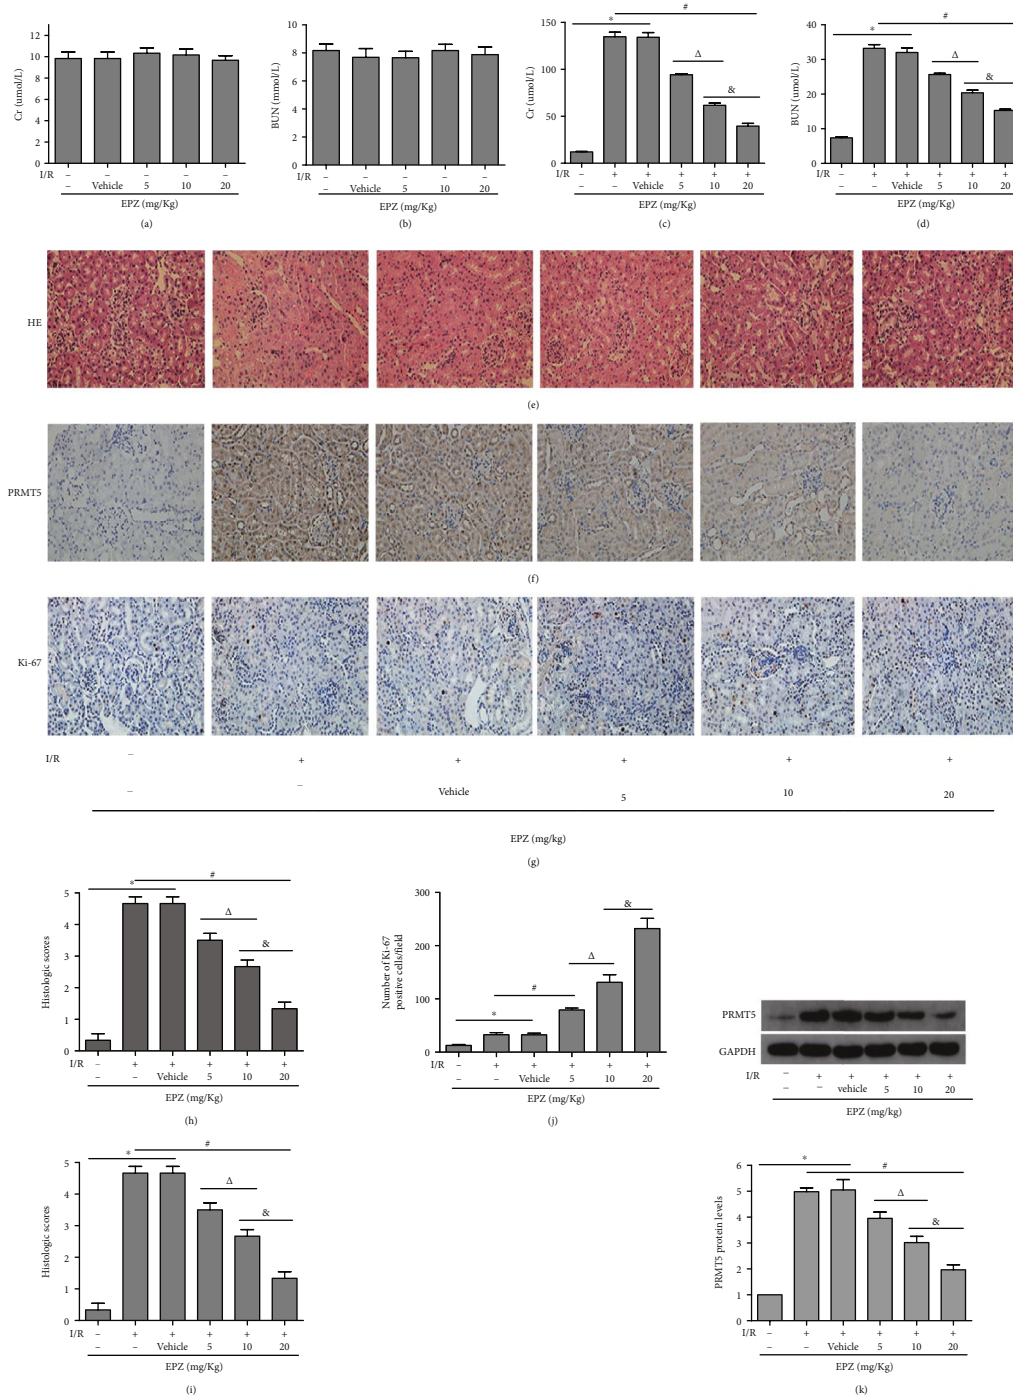 12
10
8
6
4
2
0
Cr (umol/L)
I/R – – – – –
– Vehicle 5 10 20
EPZ (mg/Kg)
(a)
10
8
6
4
2
0
BUN (mmol/L)
I/R – – – – –
– Vehicle 5 10 20
EPZ (mg/Kg)
(b)
150
100
50
0
Cr (umol/L)
* # Δ &
I/R – + + + + +
– – Vehicle 5 10 20
EPZ (mg/Kg)
(c)
40
30
20
10
0
BUN (umol/L)
* # Δ &
I/R – + + + + +
– – Vehicle 5 10 20
EPZ (mg/Kg)
(d)
HE
(e)
PRMT5
(f)
Ki-67
I/R – + + + + +
– – Vehicle 5 10 20
EPZ (mg/kg)
(g)
5
4
3
2
1
0
Histologic scores
* # Δ &
I/R – + + + + +
– – Vehicle 5 10 20
EPZ (mg/Kg)
(h)
300
200
100
0
Number of Ki-67
positive cells/field
* # Δ &
I/R – + + + + +
– – Vehicle 5 10 20
EPZ (mg/Kg)
(j)
PRMT5
GAPDH
I/R – + + + + +
– – vehicle 5 10 20
EPZ (mg/kg)
5
4
3
2
1
0
Histologic scores
* # Δ &
I/R – + + + + +
– – Vehicle 5 10 20
EPZ (mg/Kg)
(i)
6
5
4
3
2
1
0
PRMT5 protein levels
* # Δ &
I/R – + + + + +
– – Vehicle 5 10 20
EPZ (mg/Kg)
(k)